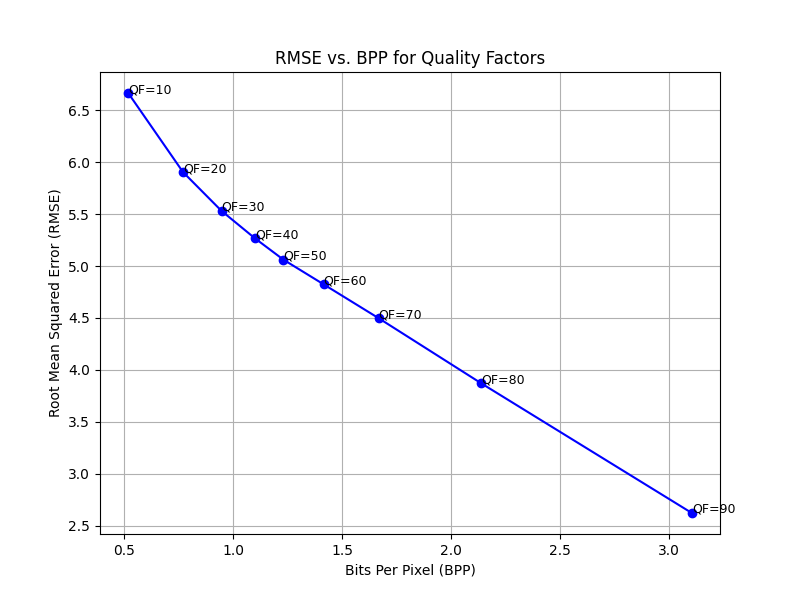 RMSE vs. BPP for Quality Factors
Root Mean Squared Error (RMSE)
6.5
6.0
5.5
5.0
4.5
4.0
3.5
3.0
2.5
QF=10
QF=20
QF=30
QF=40
QF=50
QF=60
QF=70
QF=80
QF=90
0.5 1.0 1.5 2.0 2.5 3.0
Bits Per Pixel (BPP)